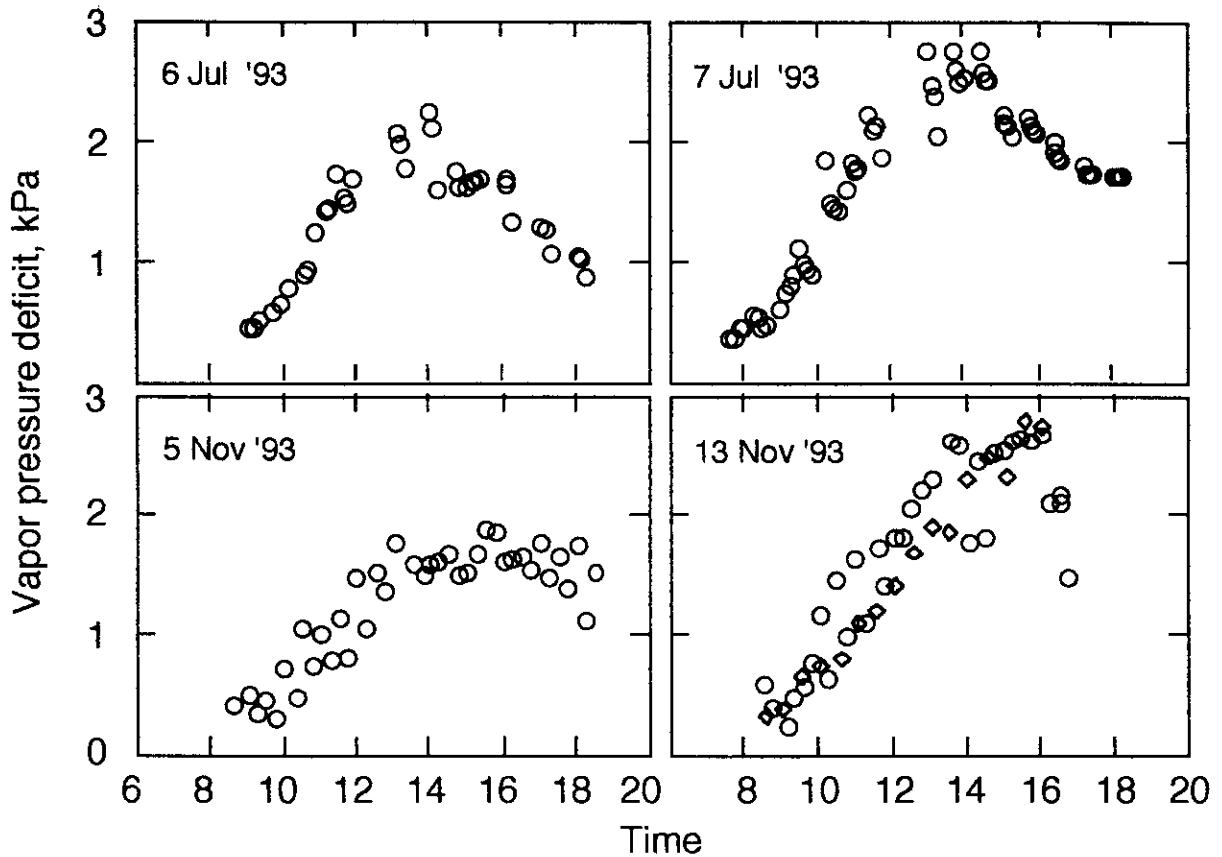 Vapor pressure deficit, kPa
3
2
1
6 Jul '93
7 Jul '93
3
2
1
0
5 Nov '93
13 Nov '93
6 8 10 12 14 16 18 20
8 10 12 14 16 18 20
Time